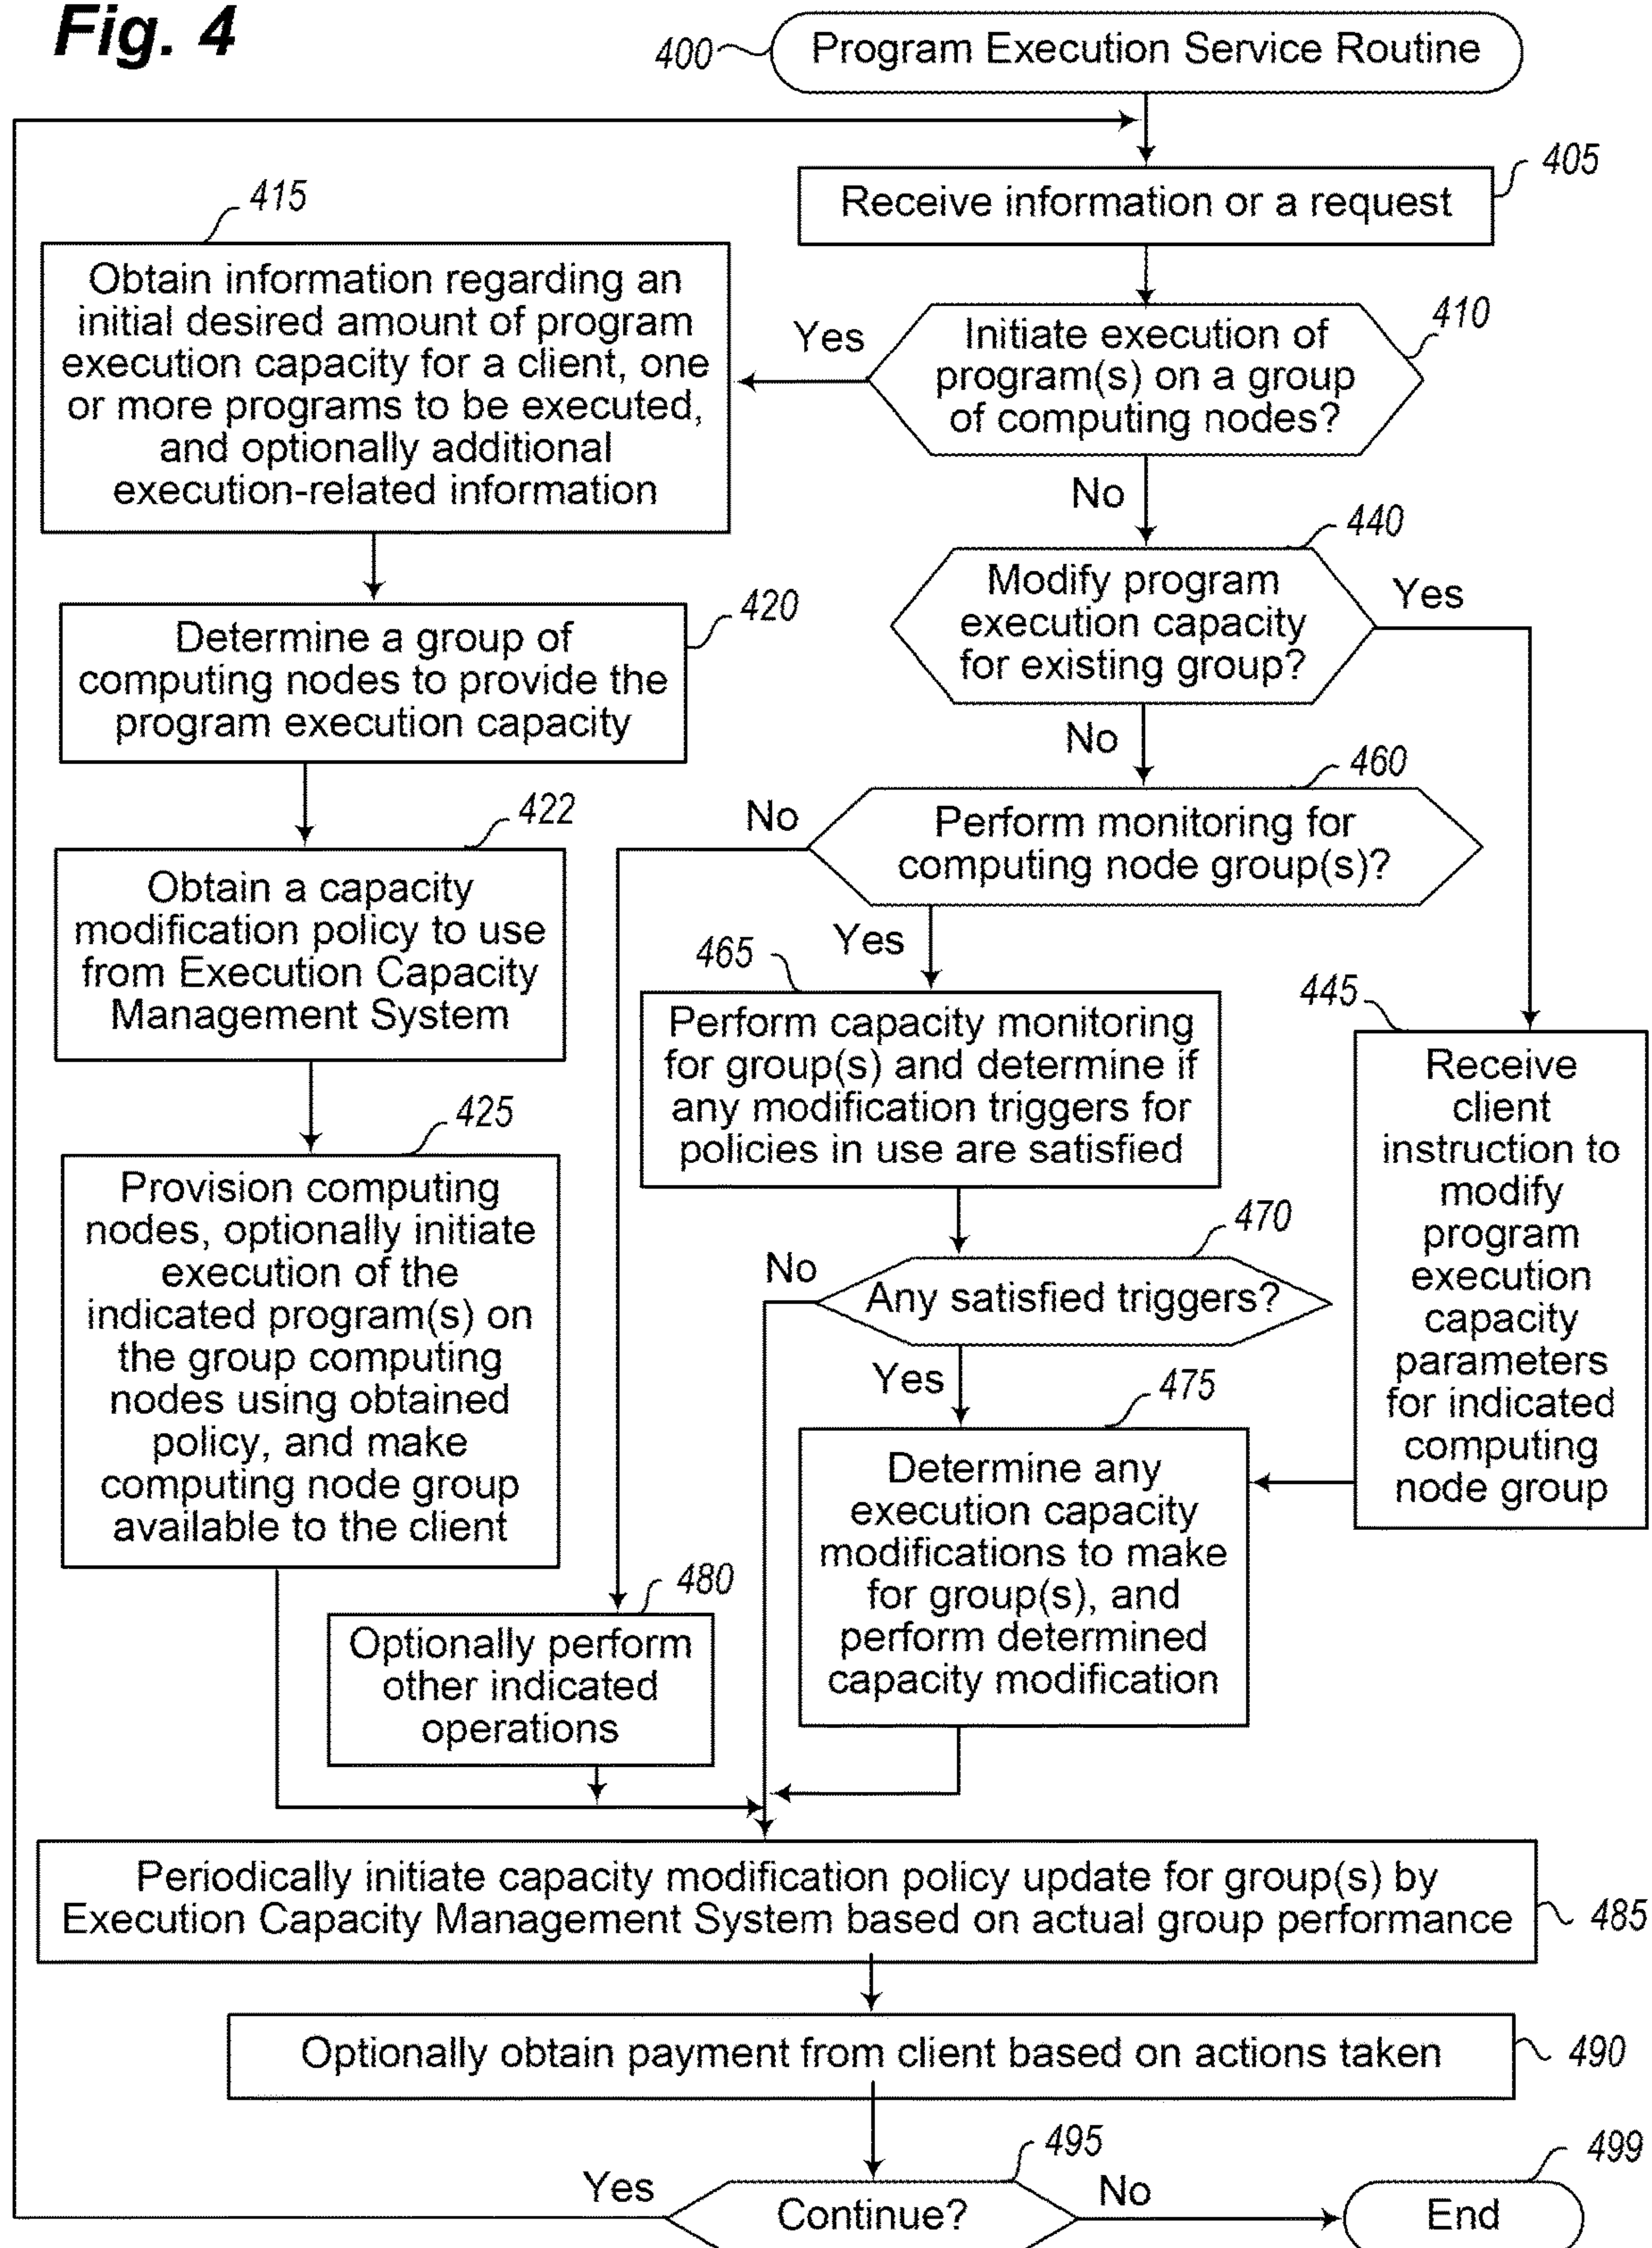 Fig. 4
400
Program Execution Service Routine
405
Receive information or a request
415
Obtain information regarding an
initial desired amount of program
execution capacity for a client, one
or more programs to be executed,
and optionally additional
execution-related information
Yes
410
Initiate execution of
program(s) on a group
of computing nodes?
No
440
Modify program
execution capacity
for existing group?
Yes
420
Determine a group of
computing nodes to provide the
program execution capacity
No
460
Perform monitoring for
computing node group(s)?
No
422
Obtain a capacity
modification policy to use
from Execution Capacity
Management System
Yes
465
Perform capacity monitoring
for group(s) and determine if
any modification triggers for
policies in use are satisfied
445
Receive
client
instruction to
modify
program
execution
capacity
parameters
for indicated
computing
node group
425
Provision computing
nodes, optionally initiate
execution of the
indicated program(s) on
the group computing
nodes using obtained
policy, and make
computing node group
available to the client
470
No
Any satisfied triggers?
Yes
475
Determine any
execution capacity
modifications to make
for group(s), and
perform determined
capacity modification
480
Optionally perform
other indicated
operations
Periodically initiate capacity modification policy update for group(s) by
Execution Capacity Management System based on actual group performance
485
Optionally obtain payment from client based on actions taken
490
495
Yes
Continue?
No
499
End